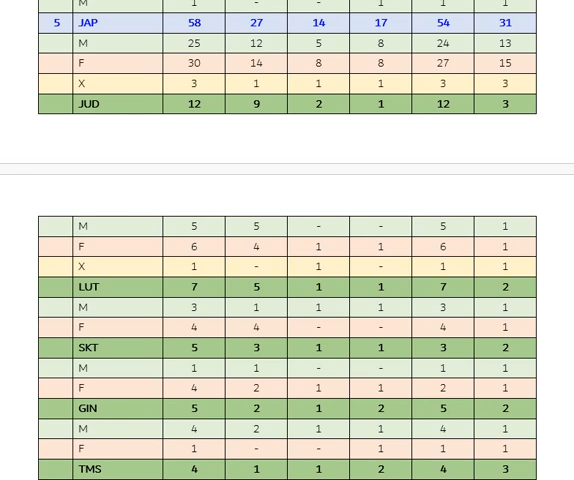 M 1 - - 1 1 1
5 JAP 58 27 14 17 54 31
M 25 12 5 8 24 13
F 30 14 8 8 27 15
X 3 1 1 1 3 3
JUD 12 9 2 1 12 3
M 5 5 - - 5 1
F 6 4 1 1 6 1
X 1 - 1 - 1 1
LUT 7 5 1 1 7 2
M 3 1 1 1 3 1
F 4 4 - - 4 1
SKT 5 3 1 1 3 2
M 1 1 - - 1 1
F 4 2 1 1 2 1
GIN 5 2 1 2 5 2
M 4 2 1 1 4 1
F 1 - - 1 1 1
TMS 4 1 1 2 4 3